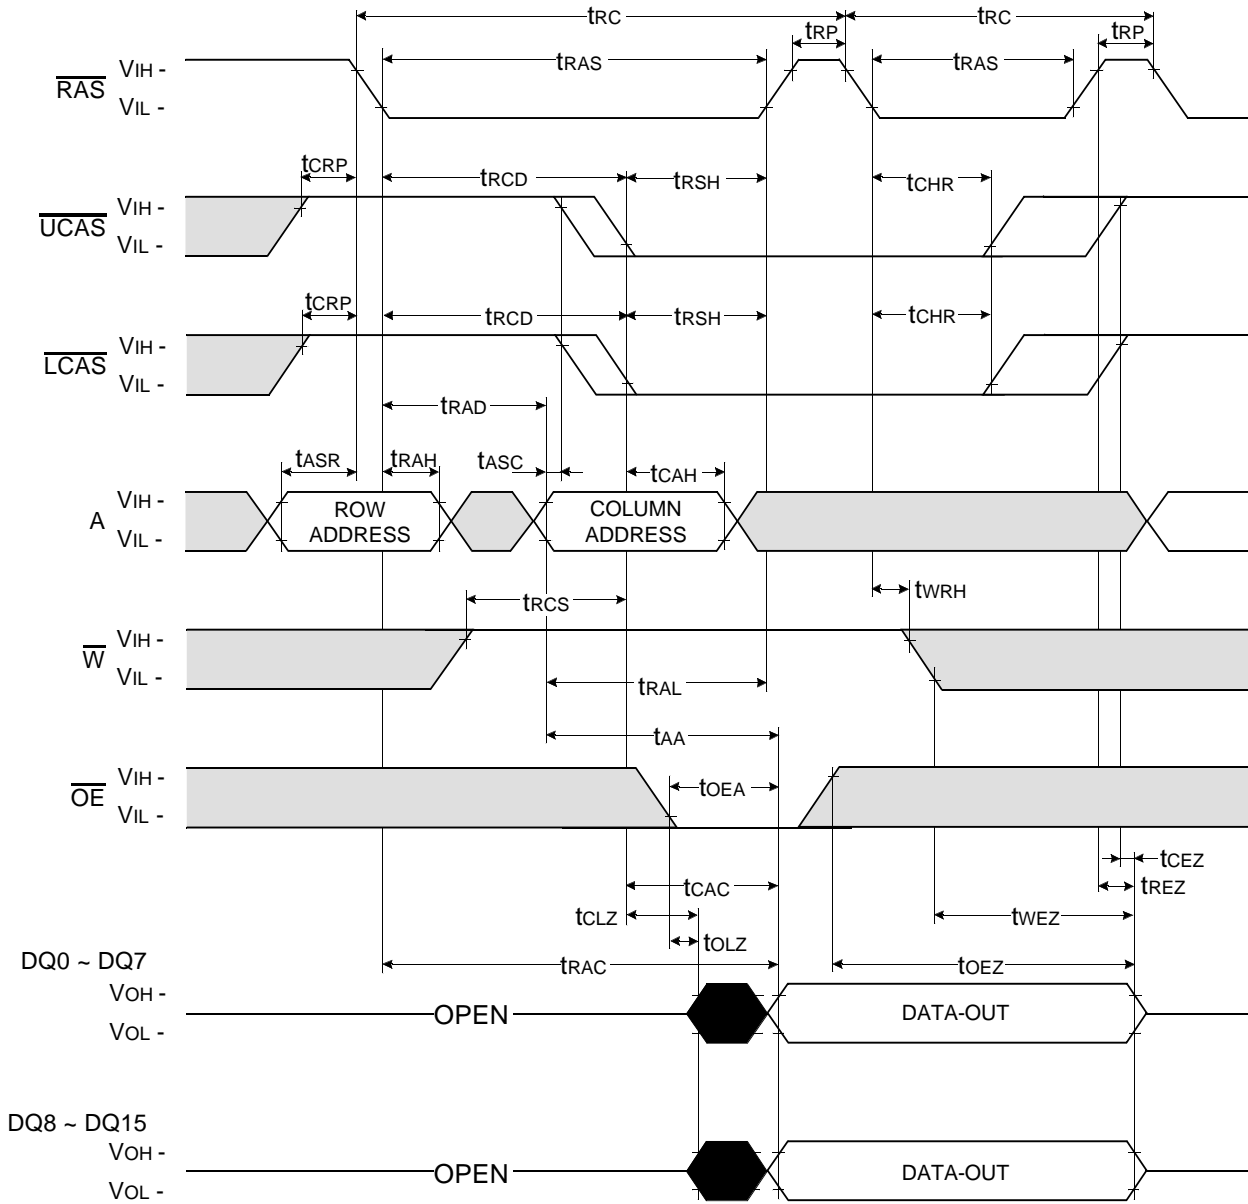 tRC tRC
tRP tRP
tRAS tRAS
RAS
VIH -
VIL -
tCRP tRCD tRSH tCHR
UCAS
VIH -
VIL -
tCRP tRCD tRSH tCHR
LCAS
VIH -
VIL -
tRAD
tASR tRAH tASC tCAH
A
VIH -
VIL -
ROW
ADDRESS
COLUMN
ADDRESS
tRCS tWRH
W
VIH -
VIL -
tRAL
tAA
OE
VIH -
VIL -
tOEA
tCEZ
tCAC tREZ
tCLZ tWEZ
tOLZ
tRAC tOEZ
DQ0 ~ DQ7
VOH -
VOL -
OPEN DATA-OUT
DQ8 ~ DQ15
VOH -
VOL -
OPEN DATA-OUT